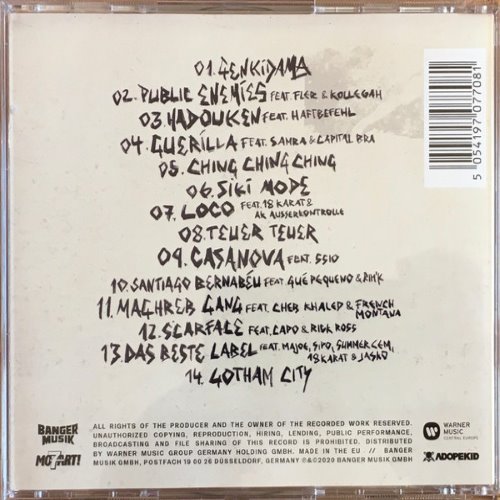 01. GENKIDAMA
02. PUBLIC ENEMIES FEAT. FLER & KOLLEGAH
03 HADOUKEN FEAT. HAFTBEFEHL
04. GUERILLA FEAT. SAMRA & CAPITAL BRA
05. CHING CHING CHING
06. SIKI MODE
07. LOCO FEAT. 18 KARAT & AK AUSSERKONTROLLE
08. TEUER TEUER
09. CASANOVA FEAT. SSIO
10. SANTIAGO BERNABÉU FEAT. GUÉ PEQUENO & RIM'K
11 MAGHREB GANG FEAT. CHEB KHALED & FRENCH MONTANA
12. SCARFACE FEAT. CAPO & RICK ROSS
13. DAS BESTE LABEL FEAT. MAJOE, SIPO, SUMMER CEM, 18 KARAT & JASKO
14. GOTHAM CITY
5 054197 077081
BANGER MUSIK
ALL RIGHTS OF THE PRODUCER AND THE OWNER OF THE RECORDED WORK RESERVED.
UNAUTHORIZED COPYING, REPRODUCTION, HIRING, LENDING, PUBLIC PERFORMANCE,
BROADCASTING AND FILE SHARING OF THIS RECORD IS PROHIBITED. DISTRIBUTED
BY WARNER MUSIC GROUP GERMANY HOLDING GMBH. MADE IN THE EU // BANGER
MUSIK GMBH, POSTFACH 19 00 26 DÜSSELDORF, GERMANY ℗&©2020 BANGER MUSIK GMBH
WARNER MUSIC
CENTRAL EUROPE
ADOPEKID